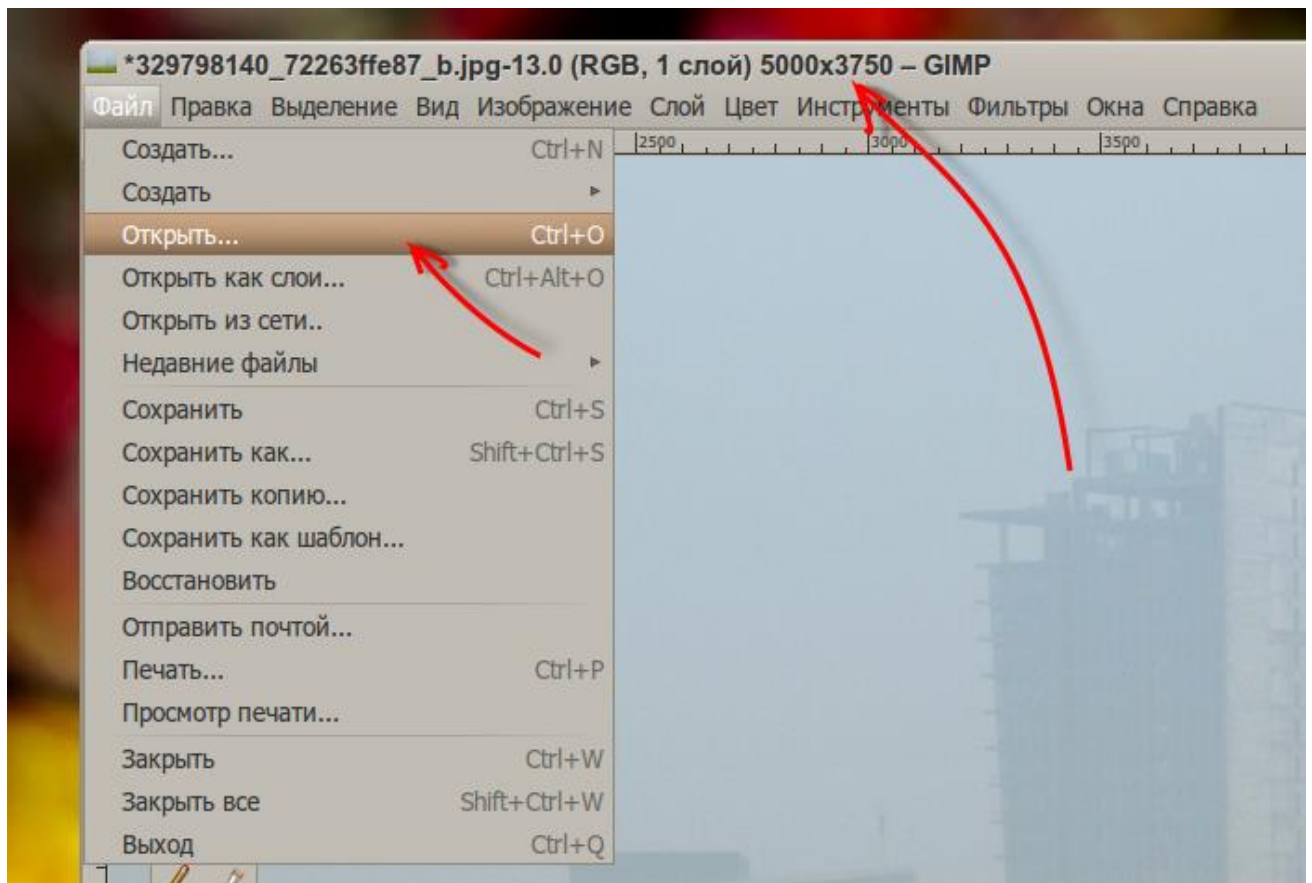 *329798140_72263ffe87_b.jpg-13.0 (RGB, 1 слой) 5000x3750 – GIMP
Файл Правка Выделение Вид Изображение Слой Цвет Инструменты Фильтры Окна Справка
2500 3000 3500
Создать... Ctrl+N
Создать
Открыть... Ctrl+O
Открыть как слои... Ctrl+Alt+O
Открыть из сети..
Недавние файлы
Сохранить Ctrl+S
Сохранить как... Shift+Ctrl+S
Сохранить копию...
Сохранить как шаблон...
Восстановить
Отправить почтой...
Печать... Ctrl+P
Просмотр печати...
Закрыть Ctrl+W
Закрыть все Shift+Ctrl+W
Выход Ctrl+Q